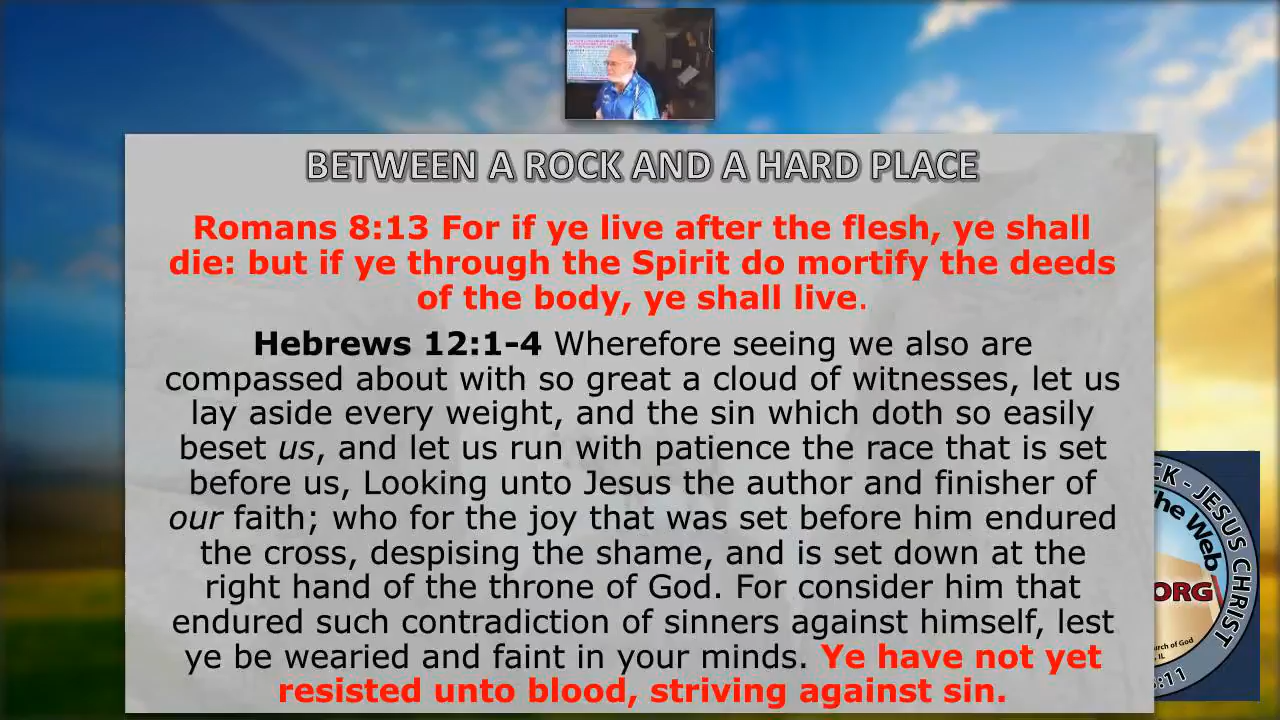 BETWEEN A ROCK AND A HARD PLACE
Romans 8:13 For if ye live after the flesh, ye shall
die: but if ye through the Spirit do mortify the deeds
of the body, ye shall live.
Hebrews 12:1-4 Wherefore seeing we also are
compassed about with so great a cloud of witnesses, let us
lay aside every weight, and the sin which doth so easily
beset us, and let us run with patience the race that is set
before us, Looking unto Jesus the author and finisher of
our faith; who for the joy that was set before him endured
the cross, despising the shame, and is set down at the
right hand of the throne of God. For consider him that
endured such contradiction of sinners against himself, lest
ye be wearied and faint in your minds. Ye have not yet
resisted unto blood, striving against sin.
CK - JESUS CHRIST
The Web
ORG
urch of God
IL
:11